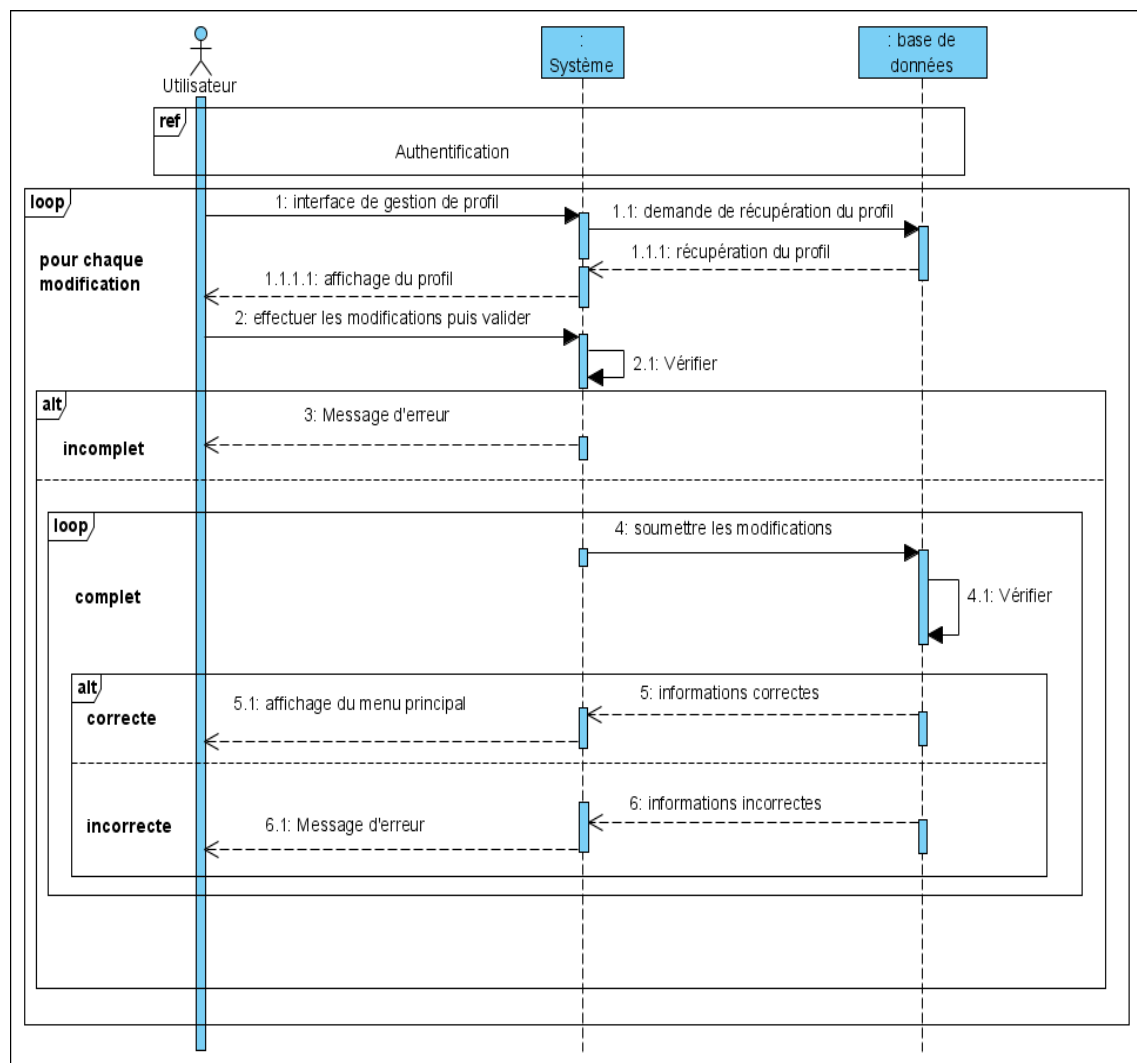 Utilisateur
:
Système
: base de
données
ref
Authentification
loop
pour chaque
modification
1: interface de gestion de profil
1.1: demande de récupération du profil
1.1.1: récupération du profil
1.1.1.1: affichage du profil
2: effectuer les modifications puis valider
2.1: Vérifier
alt
incomplet
3: Message d'erreur
loop
complet
4: soumettre les modifications
4.1: Vérifier
alt
correcte
5: informations correctes
5.1: affichage du menu principal
incorrecte
6: informations incorrectes
6.1: Message d'erreur